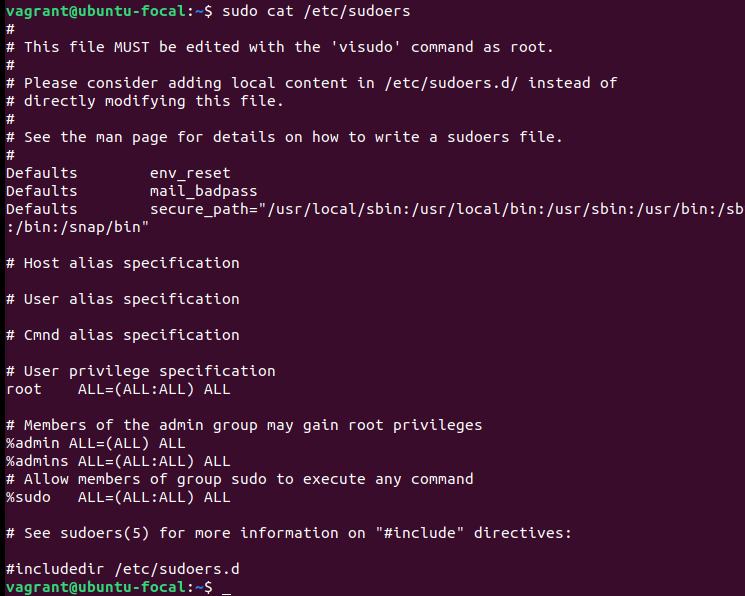 vagrant@ubuntu-focal:~$ sudo cat /etc/sudoers
#
# This file MUST be edited with the 'visudo' command as root.
#
# Please consider adding local content in /etc/sudoers.d/ instead of
# directly modifying this file.
#
# See the man page for details on how to write a sudoers file.
#
Defaults        env_reset
Defaults        mail_badpass
Defaults        secure_path="/usr/local/sbin:/usr/local/bin:/usr/sbin:/usr/bin:/sb
:/bin:/snap/bin"

# Host alias specification

# User alias specification

# Cmnd alias specification

# User privilege specification
root    ALL=(ALL:ALL) ALL

# Members of the admin group may gain root privileges
%admin ALL=(ALL) ALL
%admins ALL=(ALL:ALL) ALL
# Allow members of group sudo to execute any command
%sudo   ALL=(ALL:ALL) ALL

# See sudoers(5) for more information on "#include" directives:

#includedir /etc/sudoers.d
vagrant@ubuntu-focal:~$ _